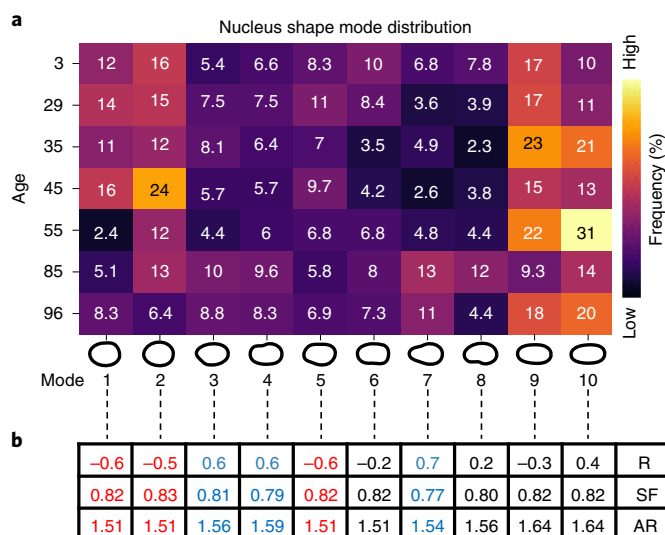 a
Nucleus shape mode distribution
3 12 16 5.4 6.6 8.3 10 6.8 7.8 17 10
29 14 15 7.5 7.5 11 8.4 3.6 3.9 17 11
35 11 12 8.1 6.4 7 3.5 4.9 2.3 23 21
45 16 24 5.7 5.7 9.7 4.2 2.6 3.8 15 13
55 2.4 12 4.4 6 6.8 6.8 4.8 4.4 22 31
85 5.1 13 10 9.6 5.8 8 13 12 9.3 14
96 8.3 6.4 8.8 8.3 6.9 7.3 11 4.4 18 20
Age
High
Frequency (%)
Low
Mode 1 2 3 4 5 6 7 8 9 10
b
–0.6 –0.5 0.6 0.6 –0.6 –0.2 0.7 0.2 –0.3 0.4 R
0.82 0.83 0.81 0.79 0.82 0.82 0.77 0.80 0.82 0.82 SF
1.51 1.51 1.56 1.59 1.51 1.51 1.54 1.56 1.64 1.64 AR